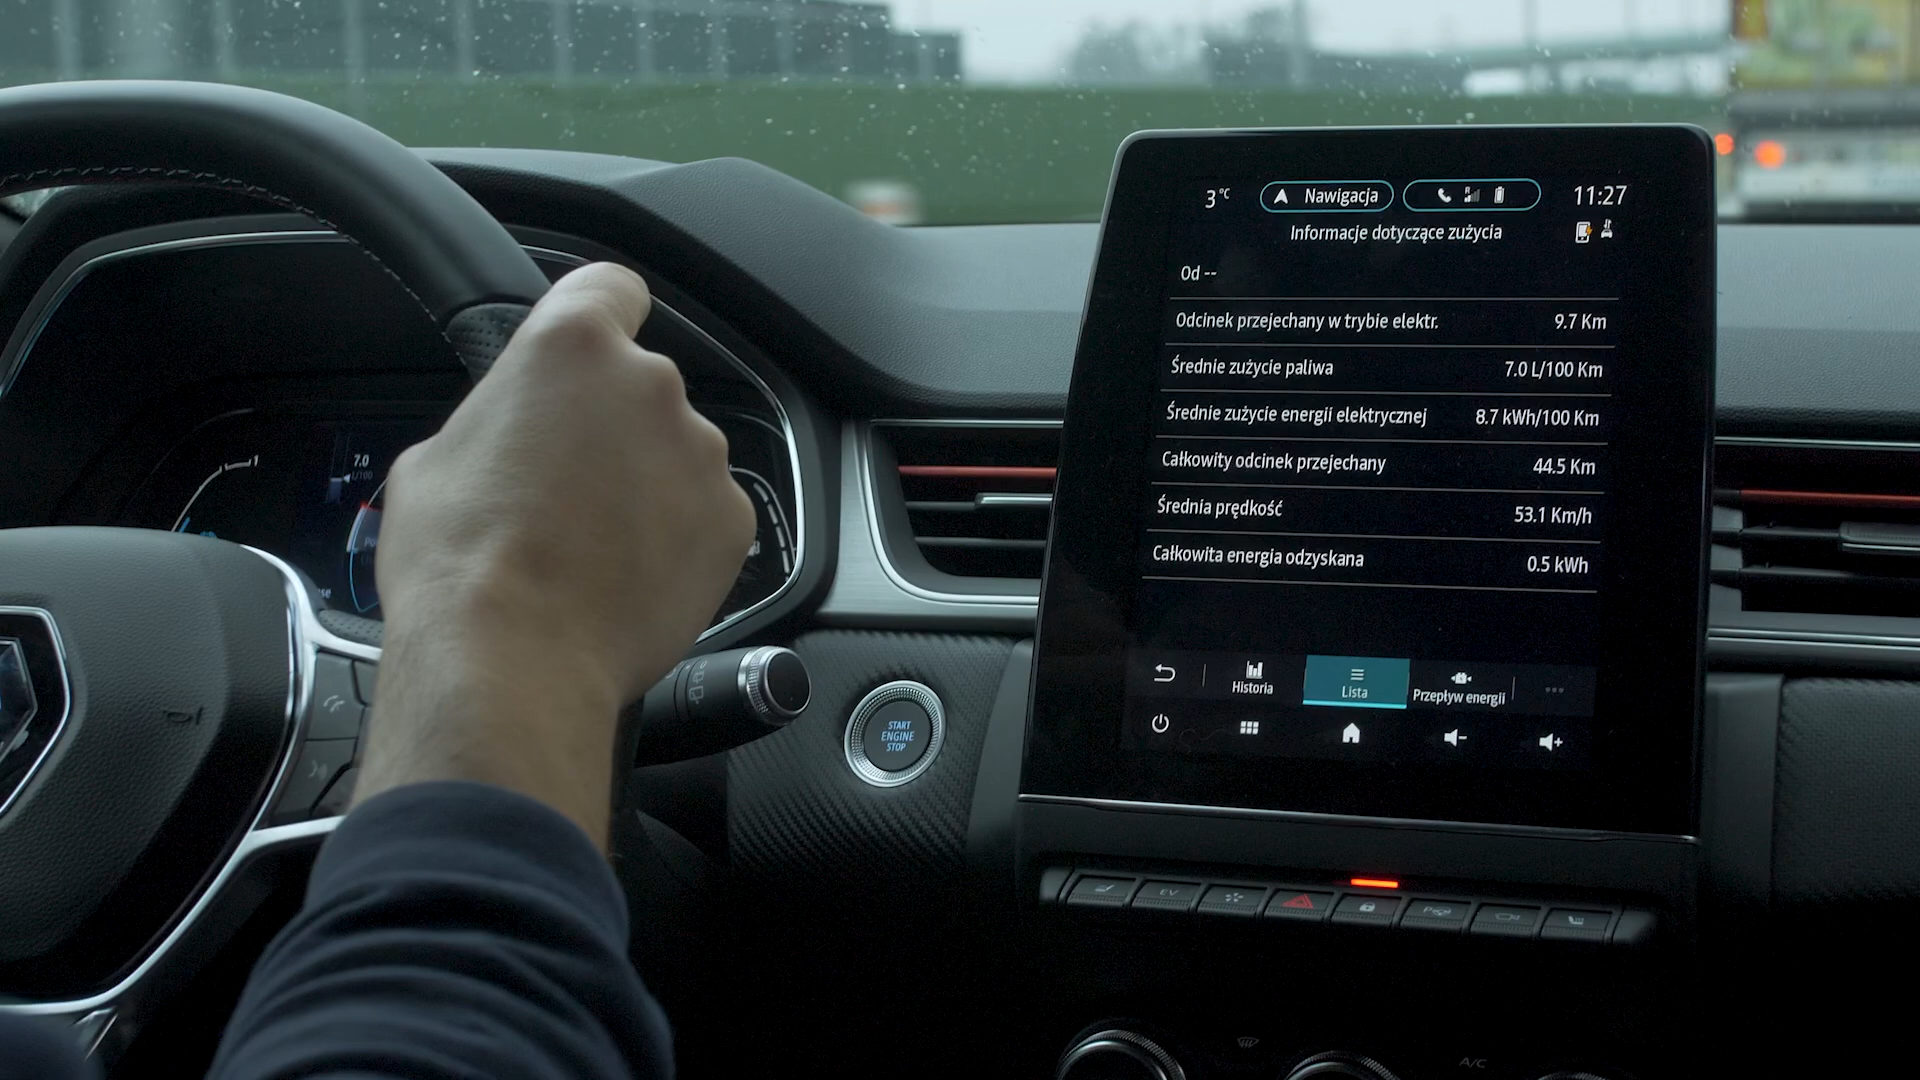 3°C
Nawigacja
R
11:27
Informacje dotyczące zużycia
Od --
Odcinek przejechany w trybie elektr. 9.7 Km
Średnie zużycie paliwa 7.0 L/100 Km
Średnie zużycie energii elektrycznej 8.7 kWh/100 Km
Całkowity odcinek przejechany 44.5 Km
Średnia prędkość 53.1 Km/h
Całkowita energia odzyskana 0.5 kWh
Historia
Lista
Przepływ energii
1
7.0
L/100
START
ENGINE
STOP
EV
A/C